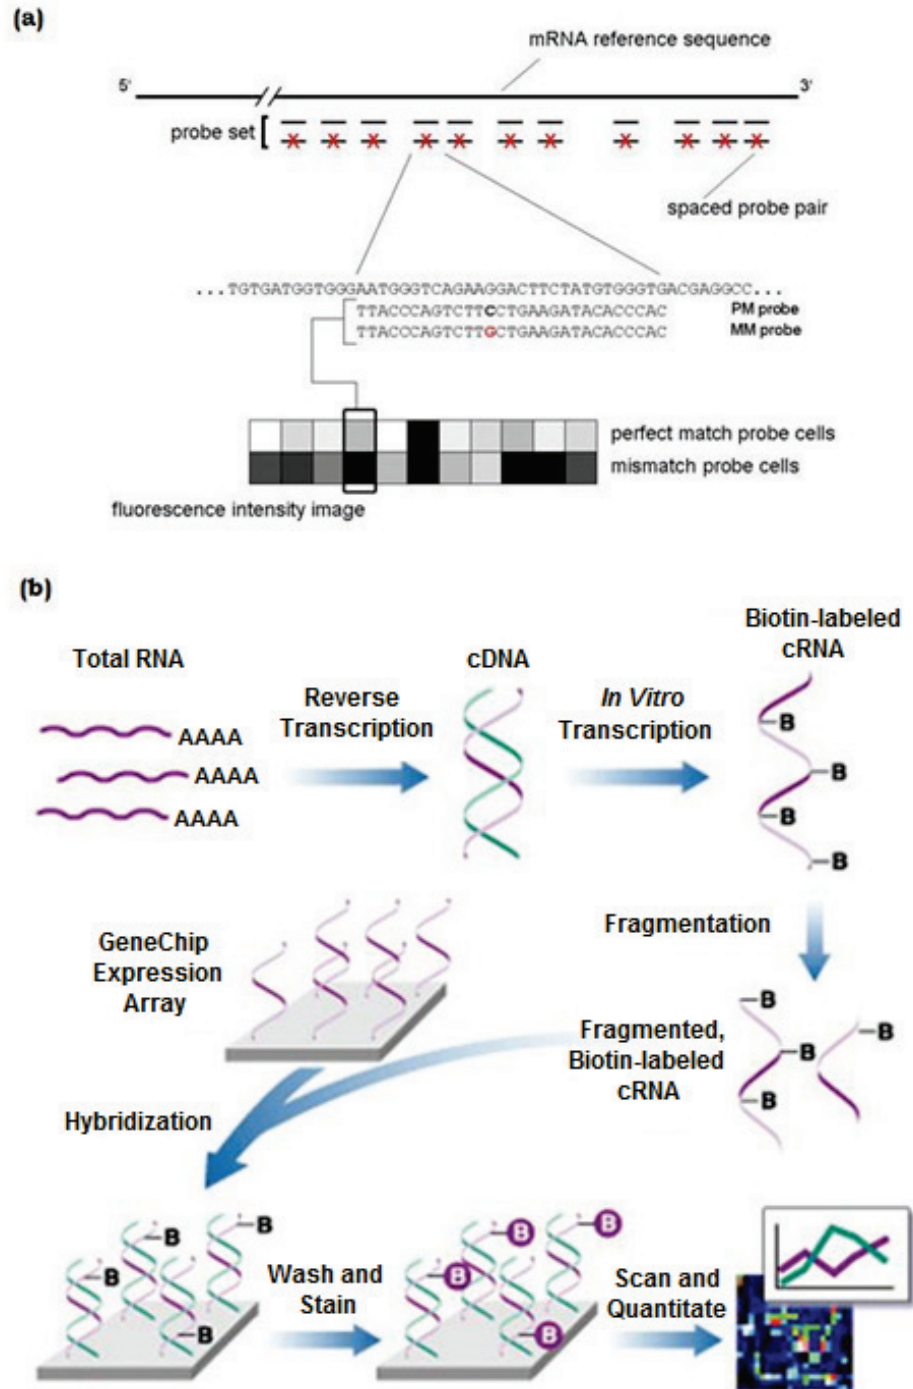 (a)
mRNA reference sequence
5'
3'
probe set
spaced probe pair
...TGTGATGGTGGGAATGGGTCAGAAGGACTTCTATGTGGGTGACGAGGCC...
TTACCCAGTCTTCCTGAAGATACACCCAC
PM probe
TTACCCAGTCTTGCTGAAGATACACCCAC
MM probe
perfect match probe cells
mismatch probe cells
fluorescence intensity image
(b)
Total RNA
Reverse
Transcription
cDNA
In Vitro
Transcription
Biotin-labeled
cRNA
AAAA
AAAA
AAAA
B
B
B
B
Fragmentation
GeneChip
Expression
Array
Fragmented,
Biotin-labeled
cRNA
B
B
B
B
Hybridization
B
B
B
B
Wash and
Stain
B
B
B
B
Scan and
Quantitate